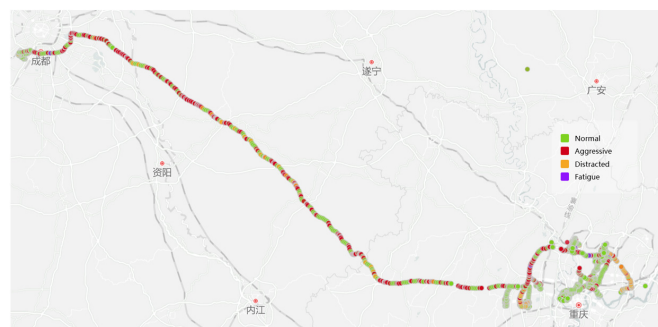 成都
遂宁
广安
Normal
Aggressive
Distracted
Fatigue
资阳
内江
重庆